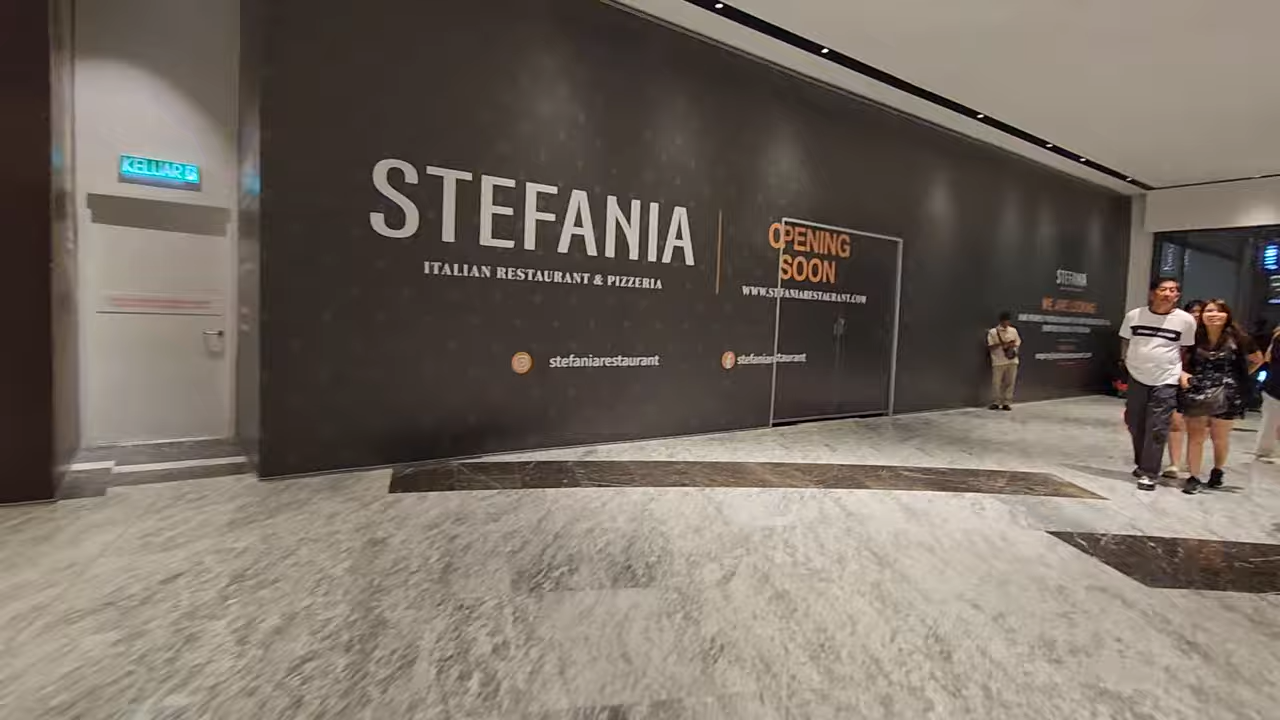 KELUAR
STEFANIA
ITALIAN RESTAURANT & PIZZERIA
OPENING
SOON
WWW.STEFANIARESTAURANT.COM
stefaniarestaurant
stefaniarestaurant
STEFANIA
WE ARE HIRING